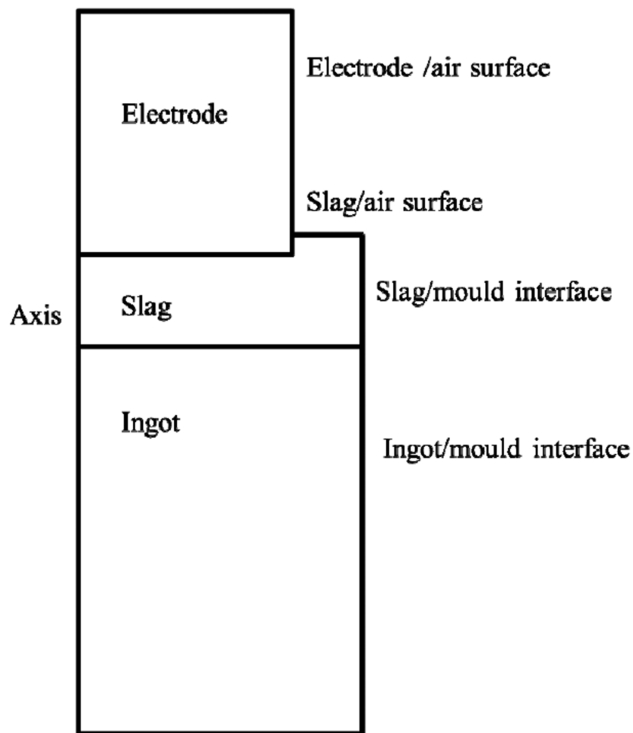 Electrode /air surface
Electrode
Slag/air surface
Slag/mould interface
Axis
Slag
Ingot
Ingot/mould interface